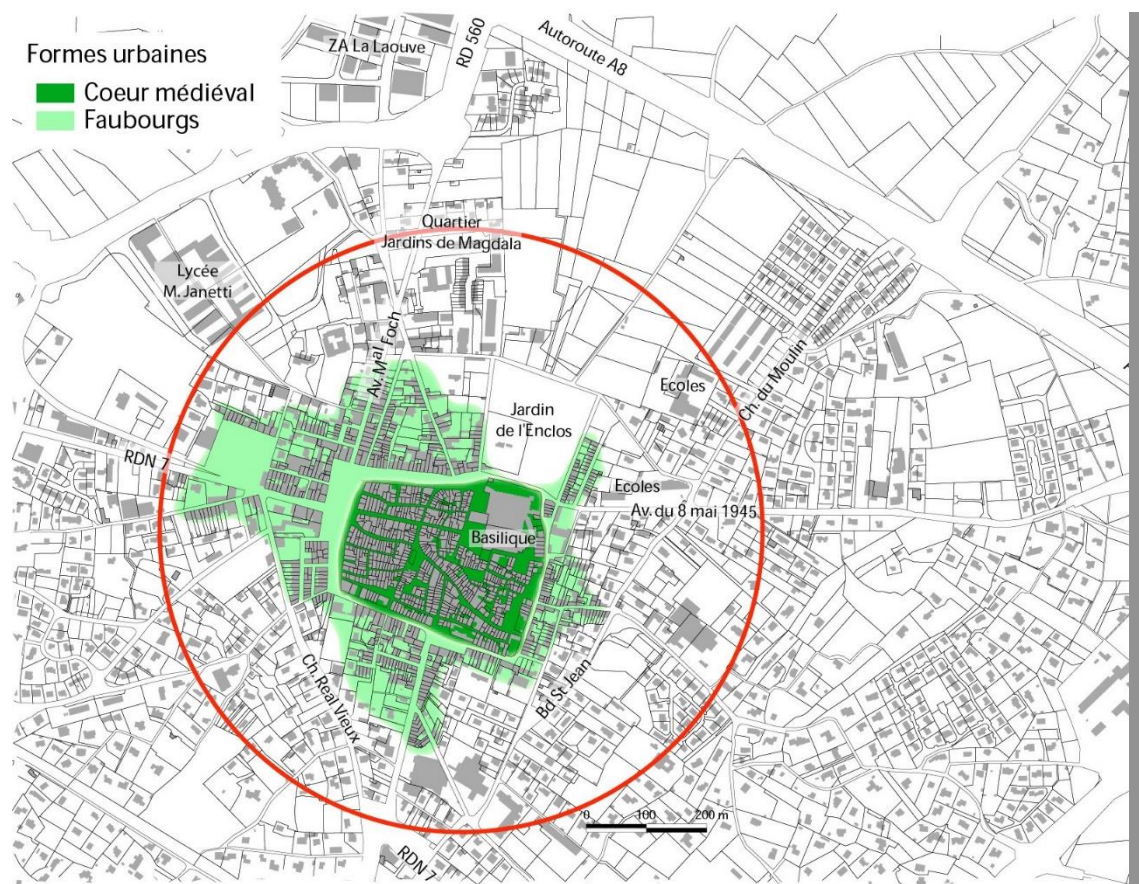 Formes urbaines
Coeur médiéval
Faubourgs
ZA La Laouve
RD 560
Autoroute A8
Quartier
Jardins de Magdala
Lycée
M. Janetti
Av. Mal Foch
Ecoles
Ch. du Moulin
Jardin
de l'Enclos
RDN 7
Ecoles
Av. du 8 mai 1945
Basilique
Ch. Real Vieux
Bd St Jean
0 100 200 m
RDN 7